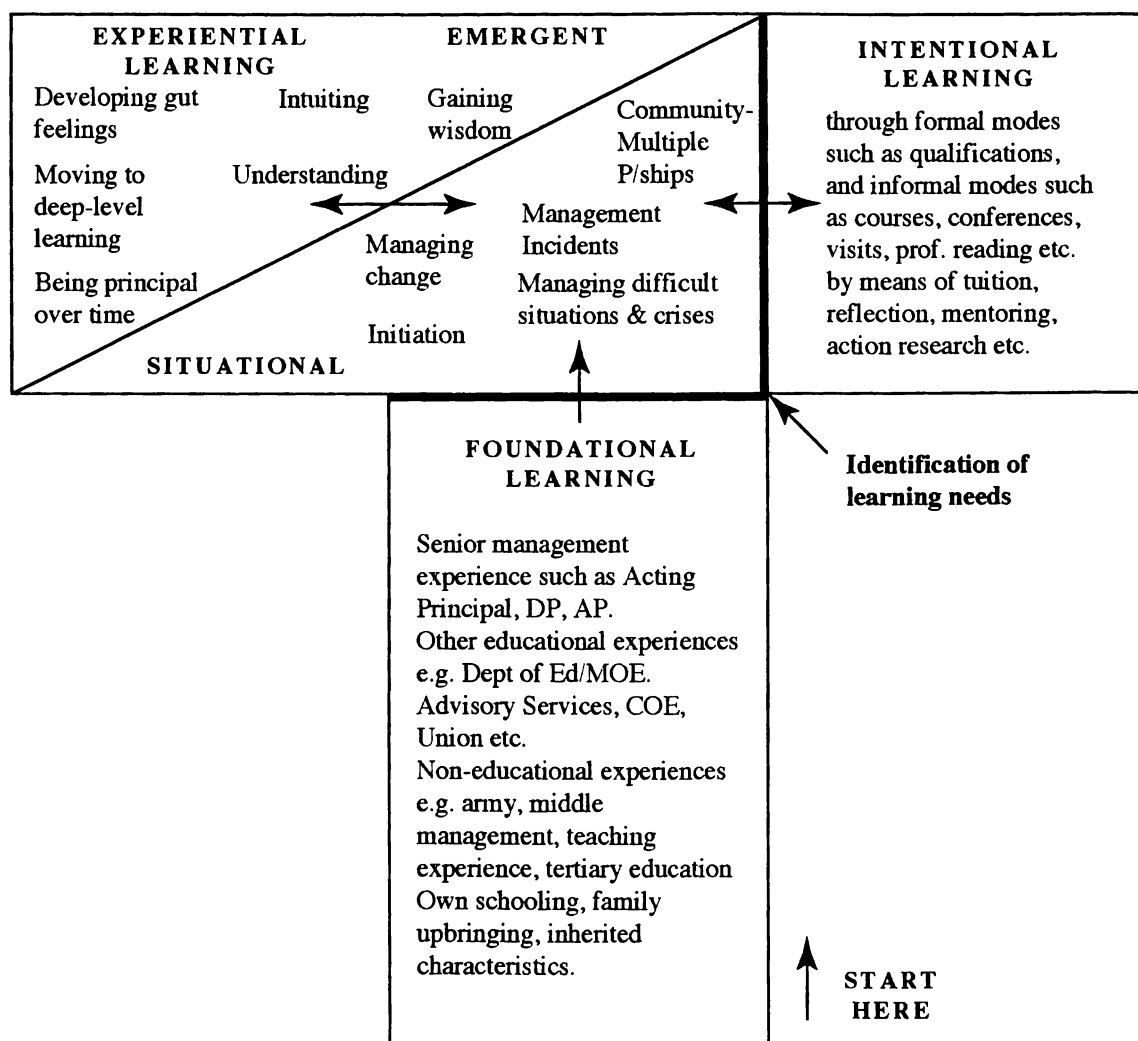 EXPERIENTIAL
LEARNING
EMERGENT
Developing gut
feelings
Intuiting
Gaining
wisdom
Moving to
deep-level
learning
Understanding
Being principal
over time
Community-
Multiple
P/ships
Management
Incidents
Managing
change
Managing difficult
situations & crises
Initiation
SITUATIONAL
INTENTIONAL
LEARNING
through formal modes
such as qualifications,
and informal modes such
as courses, conferences,
visits, prof. reading etc.
by means of tuition,
reflection, mentoring,
action research etc.
FOUNDATIONAL
LEARNING
Identification of
learning needs
Senior management
experience such as Acting
Principal, DP, AP.
Other educational experiences
e.g. Dept of Ed/MOE.
Advisory Services, COE,
Union etc.
Non-educational experiences
e.g. army, middle
management, teaching
experience, tertiary education
Own schooling, family
upbringing, inherited
characteristics.
START
HERE